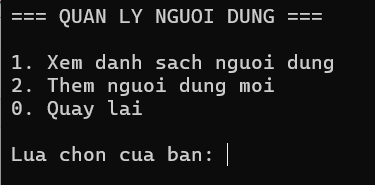 === QUAN LY NGUOI DUNG ===
1. Xem danh sach nguoi dung
2. Them nguoi dung moi
0. Quay lai
Lua chon cua ban: